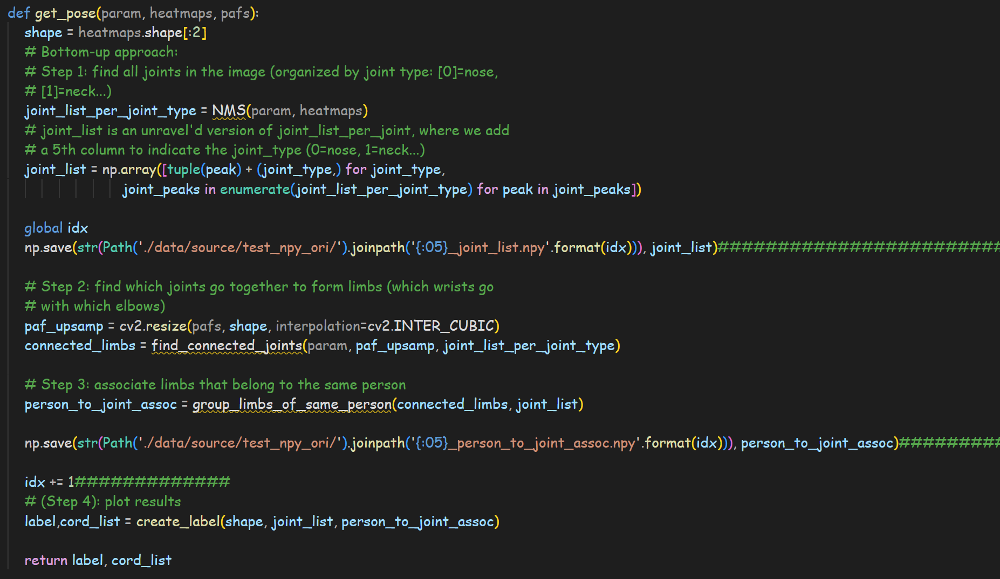 def get_pose(param, heatmaps, pafs):
shape = heatmaps.shape[:2]
# Bottom-up approach:
# Step 1: find all joints in the image (organized by joint type: [0]=nose,
# [1]=neck...)
joint_list_per_joint_type = NMS(param, heatmaps)
# joint_list is an unravel'd version of joint_list_per_joint, where we add
# a 5th column to indicate the joint_type (0=nose, 1=neck...)
joint_list = np.array([tuple(peak) + (joint_type,) for joint_type,
joint_peaks in enumerate(joint_list_per_joint_type) for peak in joint_peaks])
global idx
np.save(str(Path('./data/source/test_npy_ori/').joinpath('{:05}_joint_list.npy'.format(idx))), joint_list)########################
# Step 2: find which joints go together to form limbs (which wrists go
# with which elbows)
paf_upsamp = cv2.resize(pafs, shape, interpolation=cv2.INTER_CUBIC)
connected_limbs = find_connected_joints(param, paf_upsamp, joint_list_per_joint_type)
# Step 3: associate limbs that belong to the same person
person_to_joint_assoc = group_limbs_of_same_person(connected_limbs, joint_list)
np.save(str(Path('./data/source/test_npy_ori/').joinpath('{:05}_person_to_joint_assoc.npy'.format(idx))), person_to_joint_assoc)#########
idx += 1#############
# (Step 4): plot results
label,cord_list = create_label(shape, joint_list, person_to_joint_assoc)
return label, cord_list